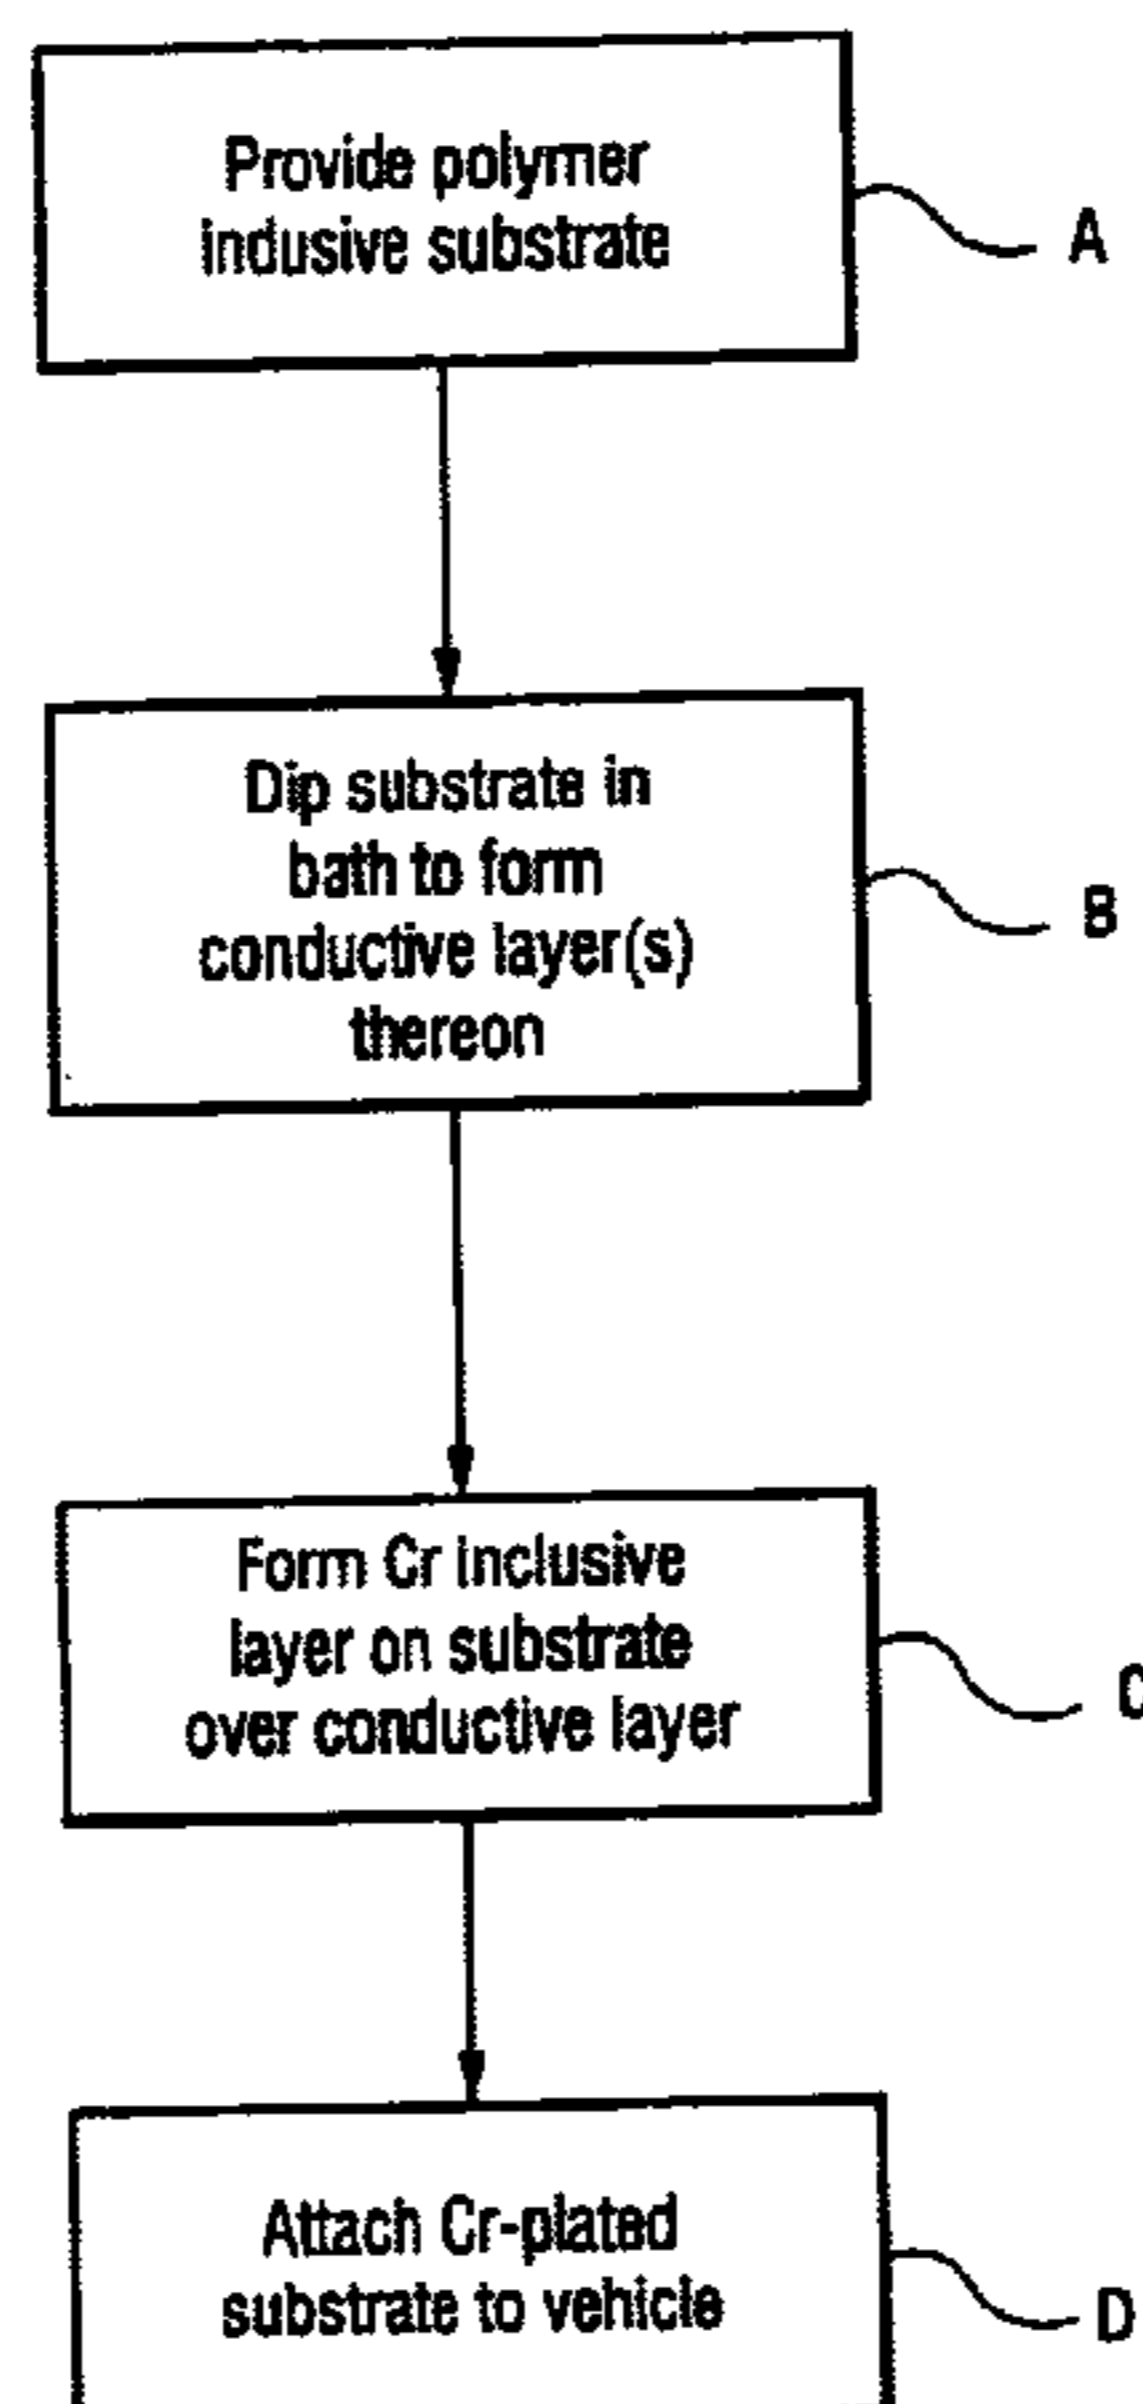 Provide polymer
inclusive substrate
A
Dip substrate in
bath to form
conductive layer(s)
thereon
B
Form Cr inclusive
layer on substrate
over conductive layer
C
Attach Cr-plated
substrate to vehicle
D